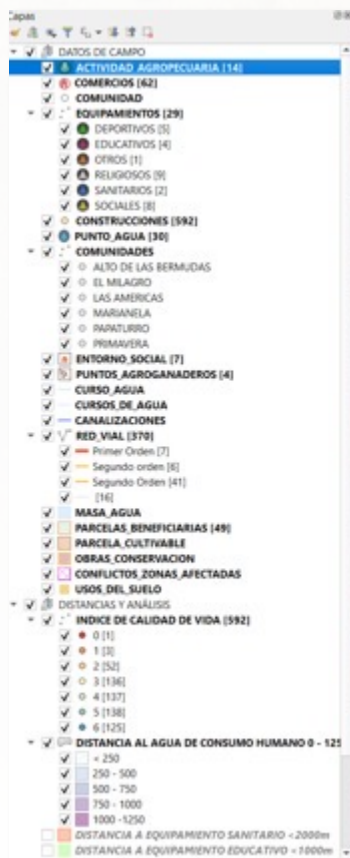 Capas
DATOS DE CAMPO
ACTIVIDAD_AGROPECUARIA [14]
COMERCIOS [62]
COMUNIDAD
EQUIPAMIENTOS [29]
DEPORTIVOS [5]
EDUCATIVOS [4]
OTROS [1]
RELIGIOSOS [9]
SANITARIOS [2]
SOCIALES [8]
CONSTRUCCIONES [592]
PUNTO_AGUA [30]
COMUNIDADES
ALTO DE LAS BERMUDAS
EL MILAGRO
LAS AMERICAS
MARIANELA
PAPATURRO
PRIMAVERA
ENTORNO_SOCIAL [7]
PUNTOS_AGROGANADEROS [4]
CURSO_AGUA
CURSOS_DE_AGUA
CANALIZACIONES
RED_VIAL [370]
Primer Orden [7]
Segundo orden [6]
Segundo Orden [41]
[16]
MASA_AGUA
PARCELAS_BENEFICIARIAS [49]
PARCELA_CULTIVABLE
OBRAS_CONSERVACION
CONFLICTOS_ZONAS_AFECTADAS
USOS_DEL_SUELO
DISTANCIAS Y ANÁLISIS
INDICE DE CALIDAD DE VIDA [592]
0 [1]
1 [3]
2 [52]
3 [136]
4 [137]
5 [138]
6 [125]
DISTANCIA AL AGUA DE CONSUMO HUMANO 0 - 125
< 250
250 - 500
500 - 750
750 - 1000
1000 -1250
DISTANCIA A EQUIPAMIENTO SANITARIO <2000m
DISTANCIA A EQUIPAMIENTO EDUCATIVO <1000m